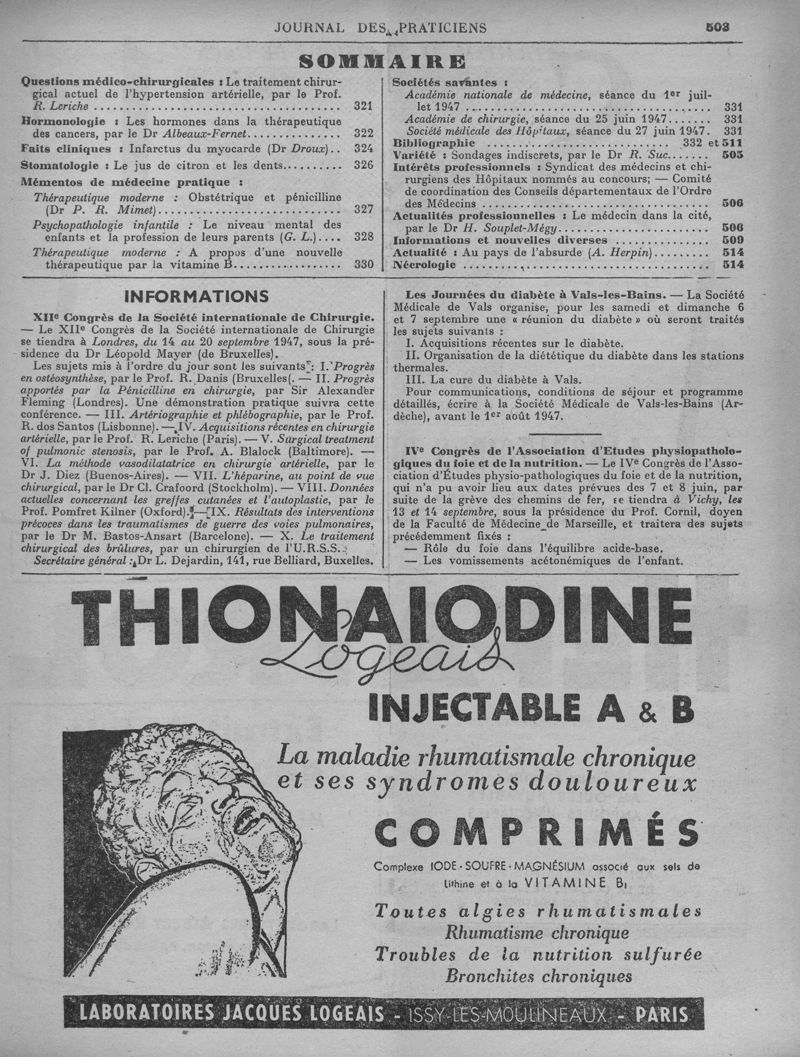 JOURNAL DES PRATICIENS 503
SOMMAIRE
Questions médico-chirurgicales : Le traitement chirur-
gical actuel de l'hypertension artérielle, par le Prof.
R. Leriche ........ 321
Hormonologie : Les hormones dans la thérapeutique
des cancers, par le Dr Albeaux-Fernet ........ 322
Faits cliniques : Infarctus du myocarde (Dr Droux) .. 324
Stomatologie : Le jus de citron et les dents ........ 326
Mémentos de médecine pratique :
Thérapeutique moderne : Obstétrique et pénicilline
(Dr P. R. Mimet) ........ 327
Psychopathologie infantile : Le niveau mental des
enfants et la profession de leurs parents (G. L.) .... 328
Thérapeutique moderne : A propos d'une nouvelle
thérapeutique par la vitamine B ........ 330
Sociétés savantes :
Académie nationale de médecine, séance du 1er juil-
let 1947 ........ 331
Académie de chirurgie, séance du 25 juin 1947 ....... 331
Société médicale des Hôpitaux, séance du 27 juin 1947. 331
Bibliographie ........ 332 et 511
Variété : Sondages indiscrets, par le Dr R. Suc ....... 505
Intérêts professionnels : Syndicat des médecins et chi-
rurgiens des Hôpitaux nommés au concours; — Comité
de coordination des Conseils départementaux de l'Ordre
des Médecins ........ 506
Actualités professionnelles : Le médecin dans la cité,
par le Dr H. Souplet-Mégy ........ 506
Informations et nouvelles diverses ........ 509
Actualité : Au pays de l'absurde (A. Herpin) ........ 514
Nécrologie ........ 514
INFORMATIONS
XIIe Congrès de la Société internationale de Chirurgie.
— Le XIIe Congrès de la Société internationale de Chirurgie
se tiendra à Londres, du 14 au 20 septembre 1947, sous la pré-
sidence du Dr Léopold Mayer (de Bruxelles).
Les sujets mis à l'ordre du jour sont les suivants : I. Progrès
en ostéosynthèse, par le Prof. R. Danis (Bruxelles(. — II. Progrès
apportés par la Pénicilline en chirurgie, par Sir Alexander
Fleming (Londres). Une démonstration pratique suivra cette
conférence. — III. Artériographie et phlébographie, par le Prof.
R. dos Santos (Lisbonne). — IV. Acquisitions récentes en chirurgie
artérielle, par le Prof. R. Leriche (Paris). — V. Surgical treatment
of pulmonic stenosis, par le Prof. A. Blalock (Baltimore). —
VI. La méthode vasodilatatrice en chirurgie artérielle, par le
Dr J. Diez (Buenos-Aires). — VII. L'héparine, au point de vue
chirurgical, par le Dr Cl. Crafoord (Stockholm). — VIII. Données
actuelles concernant les greffes cutanées et l'autoplastie, par le
Prof. Pomfret Kilner (Oxford). — IX. Résultats des interventions
précoces dans les traumatismes de guerre des voies pulmonaires,
par le Dr M. Bastos-Ansart (Barcelone). — X. Le traitement
chirurgical des brûlures, par un chirurgien de l'U.R.S.S.
Secrétaire général : Dr L. Dejardin, 141, rue Belliard, Buxelles.
Les Journées du diabète à Vals-les-Bains. — La Société
Médicale de Vals organise, pour les samedi et dimanche 6
et 7 septembre une « réunion du diabète » où seront traités
les sujets suivants :
I. Acquisitions récentes sur le diabète.
II. Organisation de la diététique du diabète dans les stations
thermales.
III. La cure du diabète à Vals.
Pour communications, conditions de séjour et programme
détaillés, écrire à la Société Médicale de Vals-les-Bains (Ar-
dèche), avant le 1er août 1947.
IVe Congrès de l'Association d'Etudes physiopatholo-
giques du foie et de la nutrition. — Le IVe Congrès de l'Asso-
ciation d'Études physio-pathologiques du foie et de la nutrition,
qui n'a pu avoir lieu aux dates prévues des 7 et 8 juin, par
suite de la grève des chemins de fer, se tiendra à Vichy, les
13 et 14 septembre, sous la présidence du Prof. Cornil, doyen
de la Faculté de Médecine de Marseille, et traitera des sujets
précédemment fixés :
— Rôle du foie dans l'équilibre acide-base.
— Les vomissements acétonémiques de l'enfant.
THIONAIODINE
Logeais
INJECTABLE A & B
La maladie rhumatismale chronique
et ses syndromes douloureux
COMPRIMÉS
Complexe IODE - SOUFRE - MAGNÉSIUM associé aux sels de
lithine et à la VITAMINE B1
Toutes algies rhumatismales
Rhumatisme chronique
Troubles de la nutrition sulfurée
Bronchites chroniques
LABORATOIRES JACQUES LOGEAIS - ISSY-LES-MOULINEAUX - PARIS